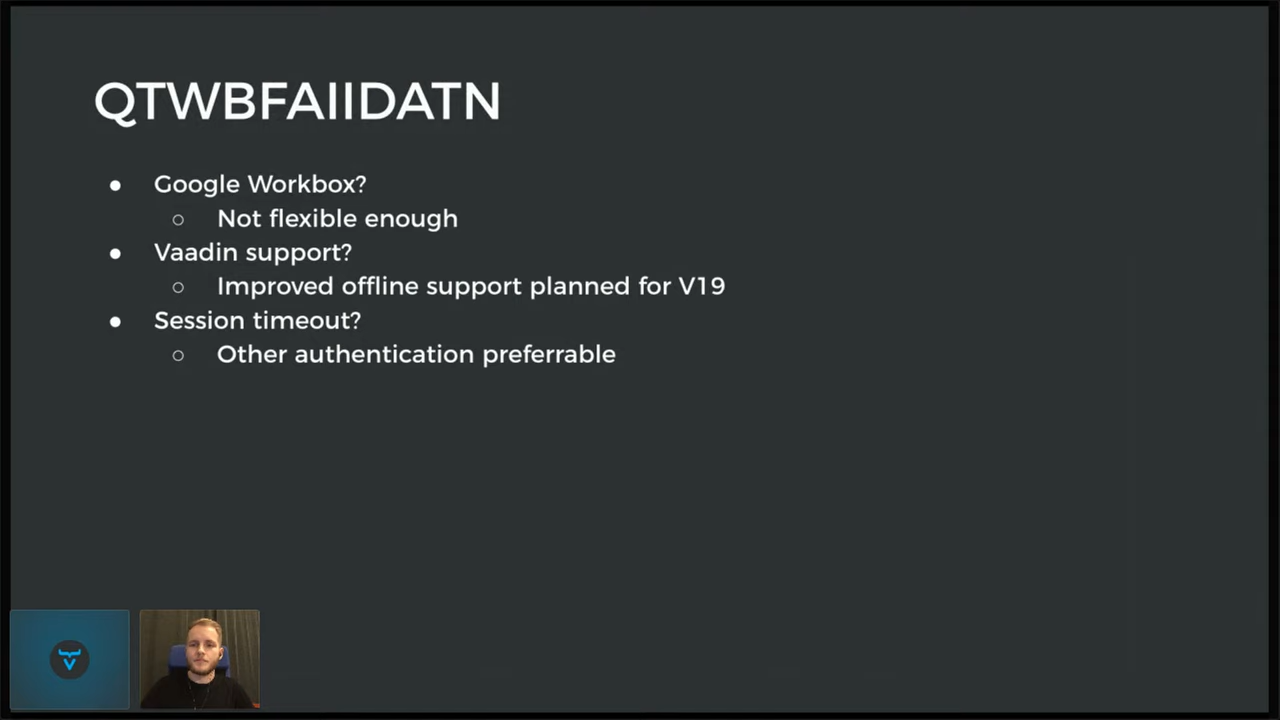 QTWBFAIIDATN
● Google Workbox?
○ Not flexible enough
● Vaadin support?
○ Improved offline support planned for V19
● Session timeout?
○ Other authentication preferrable